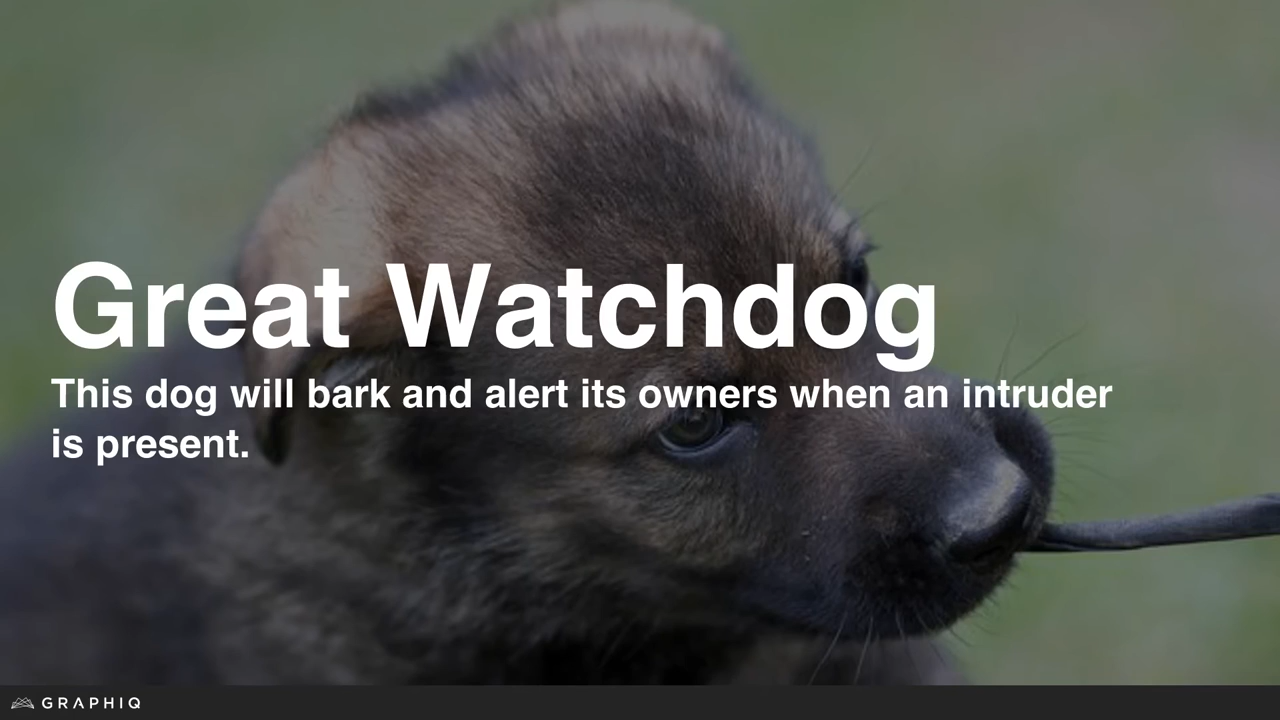 Great Watchdog
This dog will bark and alert its owners when an intruder
is present.
GRAPHIQ